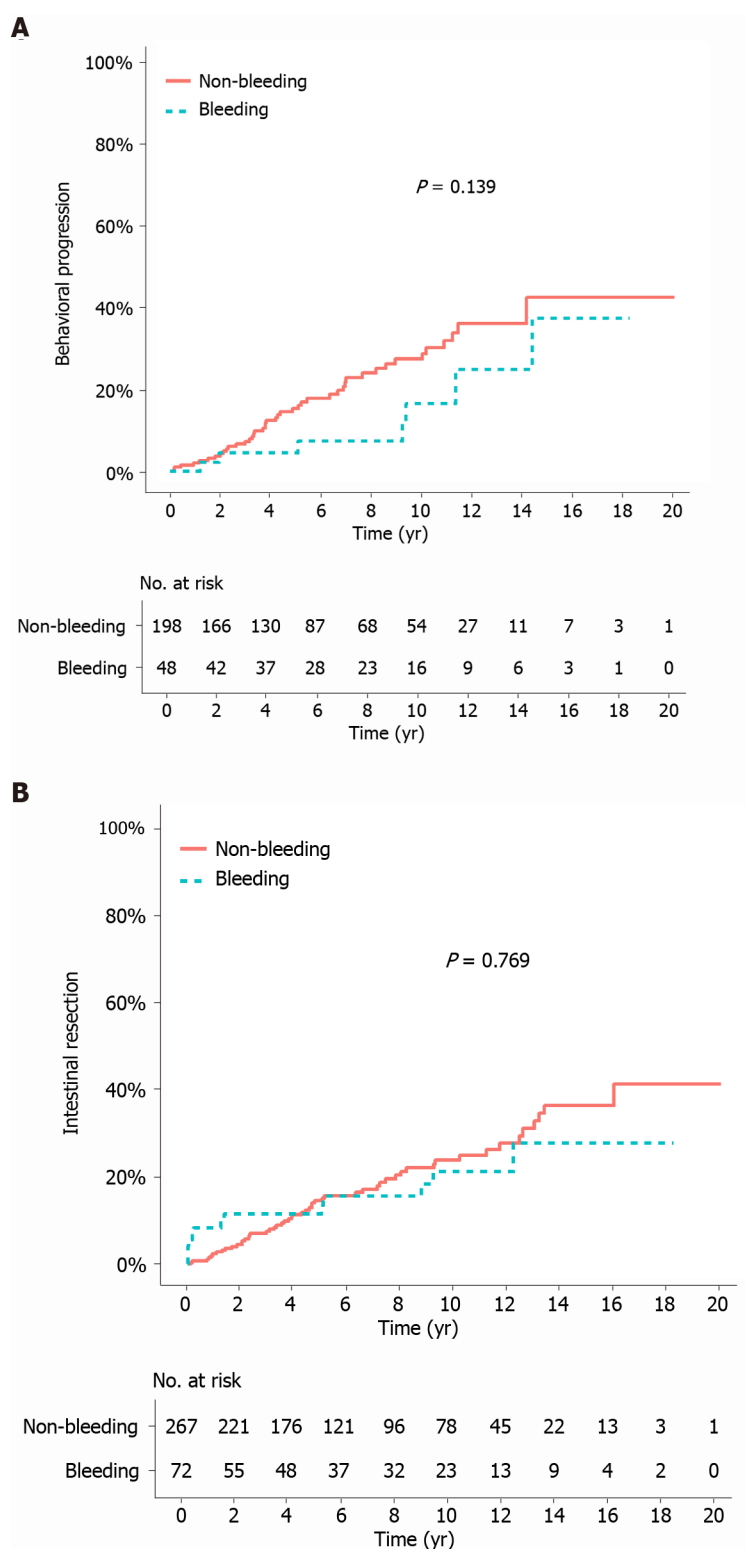 A
100%
Non-bleeding
Bleeding
80%
P = 0.139
60%
Behavioral progression
40%
20%
0%
0 2 4 6 8 10 12 14 16 18 20
Time (yr)
No. at risk
Non-bleeding 198 166 130 87 68 54 27 11 7 3 1
Bleeding 48 42 37 28 23 16 9 6 3 1 0
0 2 4 6 8 10 12 14 16 18 20
Time (yr)
B
100%
Non-bleeding
Bleeding
80%
P = 0.769
60%
Intestinal resection
40%
20%
0%
0 2 4 6 8 10 12 14 16 18 20
Time (yr)
No. at risk
Non-bleeding 267 221 176 121 96 78 45 22 13 3 1
Bleeding 72 55 48 37 32 23 13 9 4 2 0
0 2 4 6 8 10 12 14 16 18 20
Time (yr)